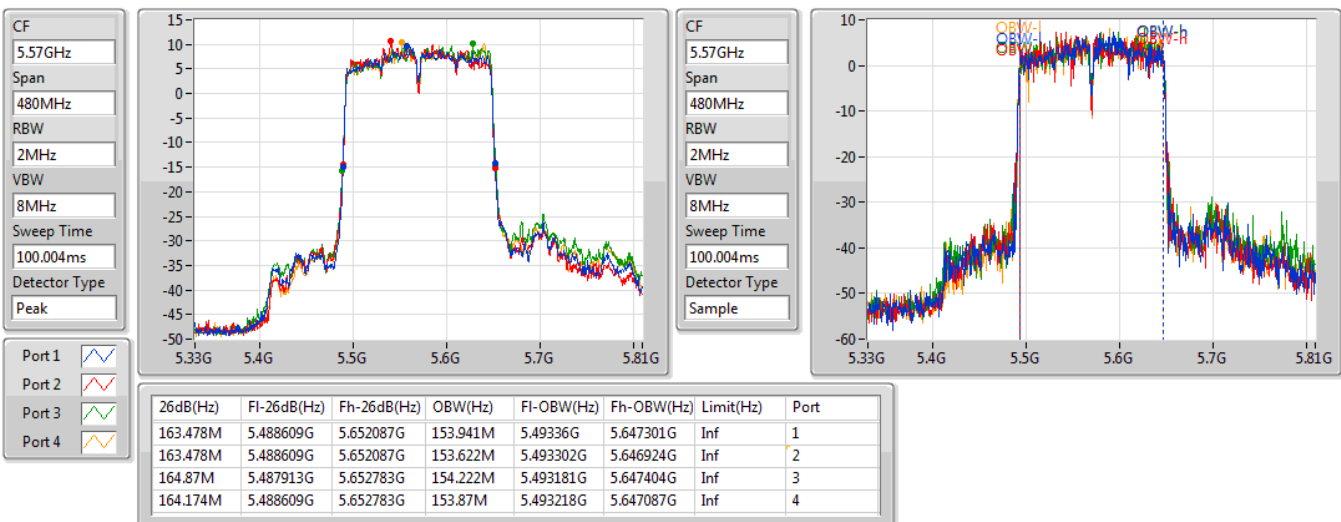 CF
5.57GHz
Span
480MHz
RBW
2MHz
VBW
8MHz
Sweep Time
100.004ms
Detector Type
Peak
15
10
5
0
-5
-10
-15
-20
-25
-30
-35
-40
-45
-50
5.33G 5.4G 5.5G 5.6G 5.7G 5.81G
CF
5.57GHz
Span
480MHz
RBW
2MHz
VBW
8MHz
Sweep Time
100.004ms
Detector Type
Sample
10
0
-10
-20
-30
-40
-50
-60
OBW-l
OBW-l
OBW
OBW-h
5.33G 5.4G 5.5G 5.6G 5.7G 5.81G
Port 1
Port 2
Port 3
Port 4
26dB(Hz) Fl-26dB(Hz) Fh-26dB(Hz) OBW(Hz) Fl-OBW(Hz) Fh-OBW(Hz) Limit(Hz) Port
163.478M 5.488609G 5.652087G 153.941M 5.49336G 5.647301G Inf 1
163.478M 5.488609G 5.652087G 153.622M 5.493302G 5.646924G Inf 2
164.87M 5.487913G 5.652783G 154.222M 5.493181G 5.647404G Inf 3
164.174M 5.488609G 5.652783G 153.87M 5.493218G 5.647087G Inf 4